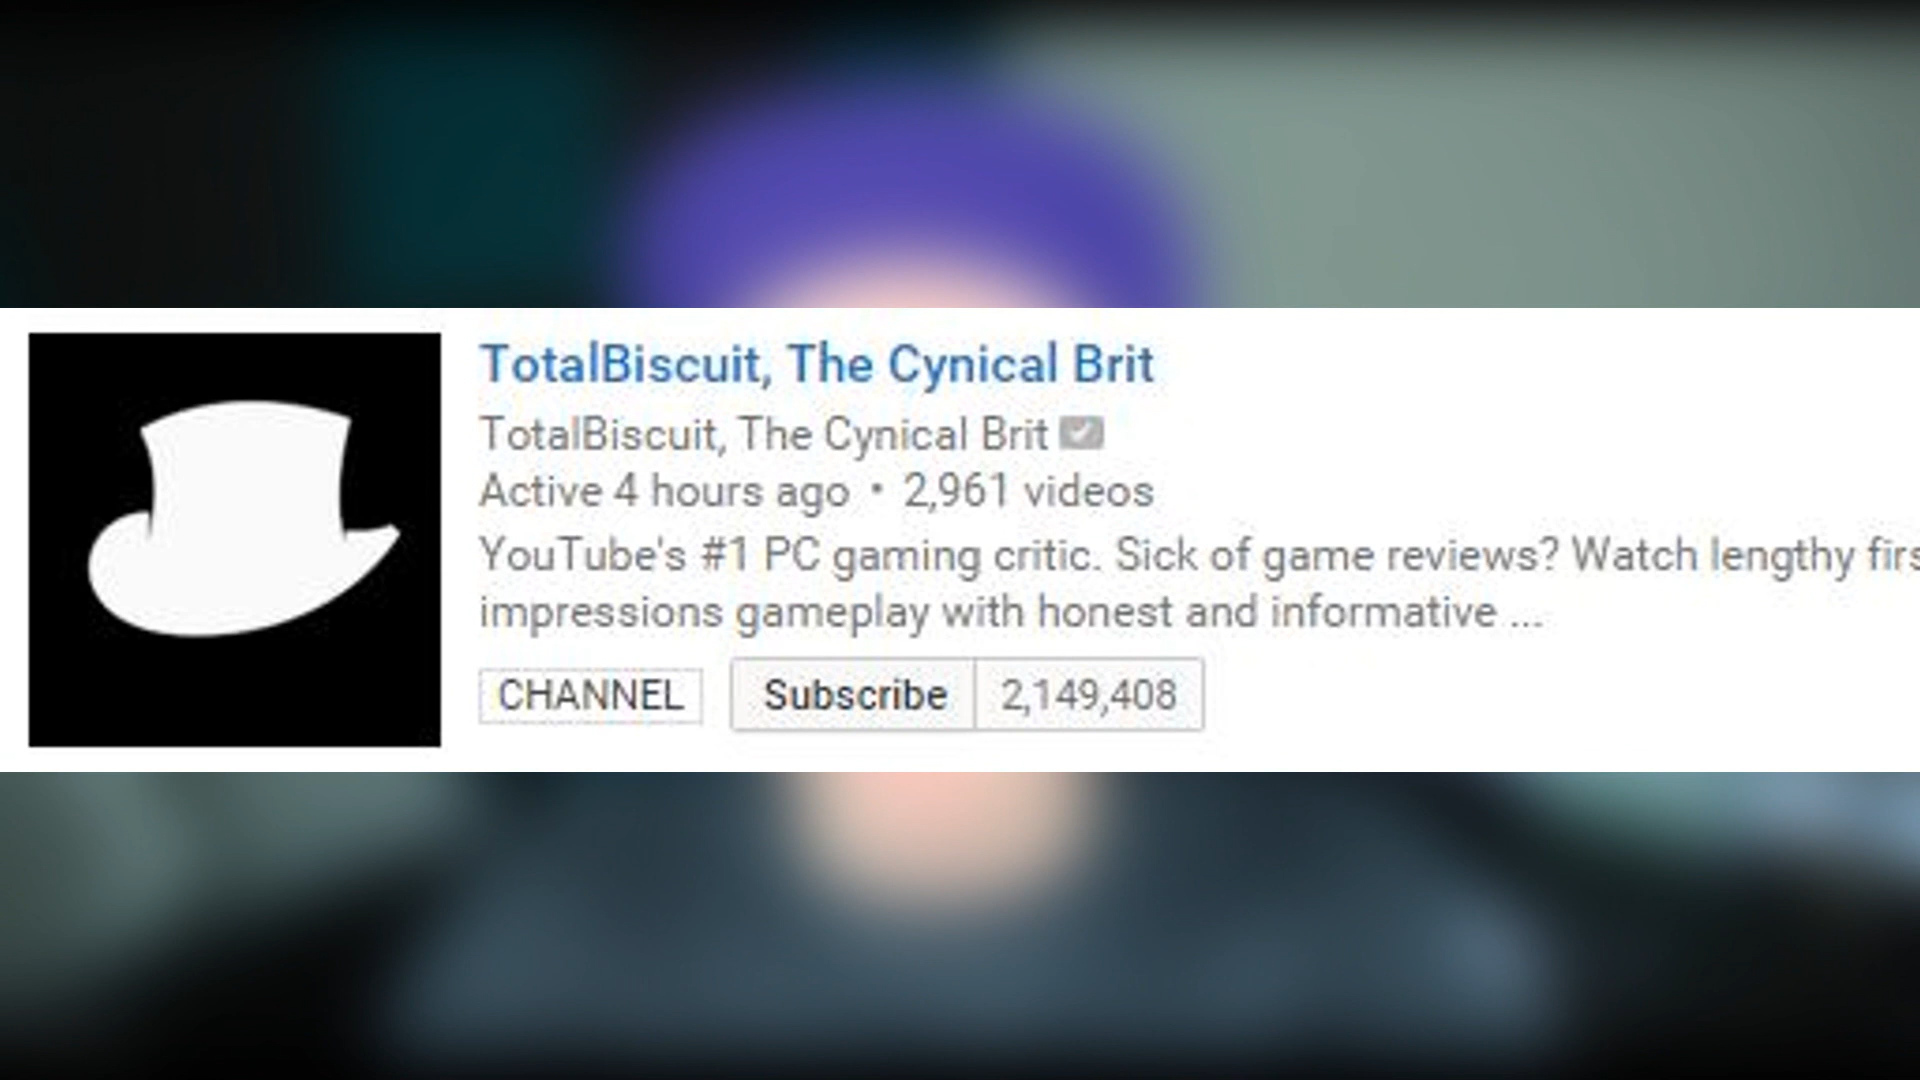 TotalBiscuit, The Cynical Brit
TotalBiscuit, The Cynical Brit
Active 4 hours ago • 2,961 videos
YouTube's #1 PC gaming critic. Sick of game reviews? Watch lengthy
impressions gameplay with honest and informative ...
CHANNEL Subscribe 2,149,408